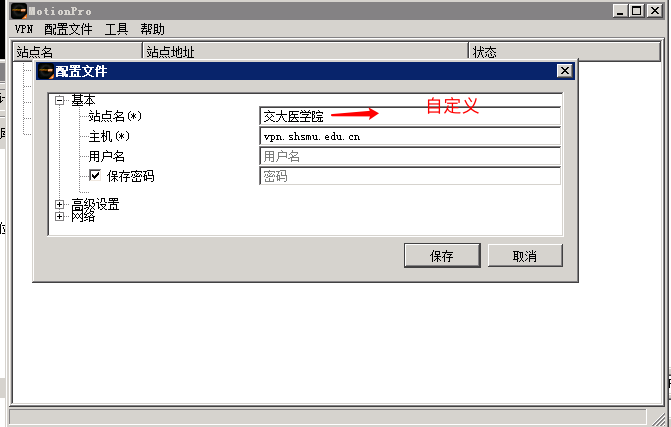 MotionPro
VPN 配置文件 工具 帮助
站点名 站点地址 状态
配置文件
基本
站点名(*) 交大医学院 自定义
主机(*) vpn.shsmu.edu.cn
用户名 用户名
保存密码 密码
高级设置
网络
保存 取消